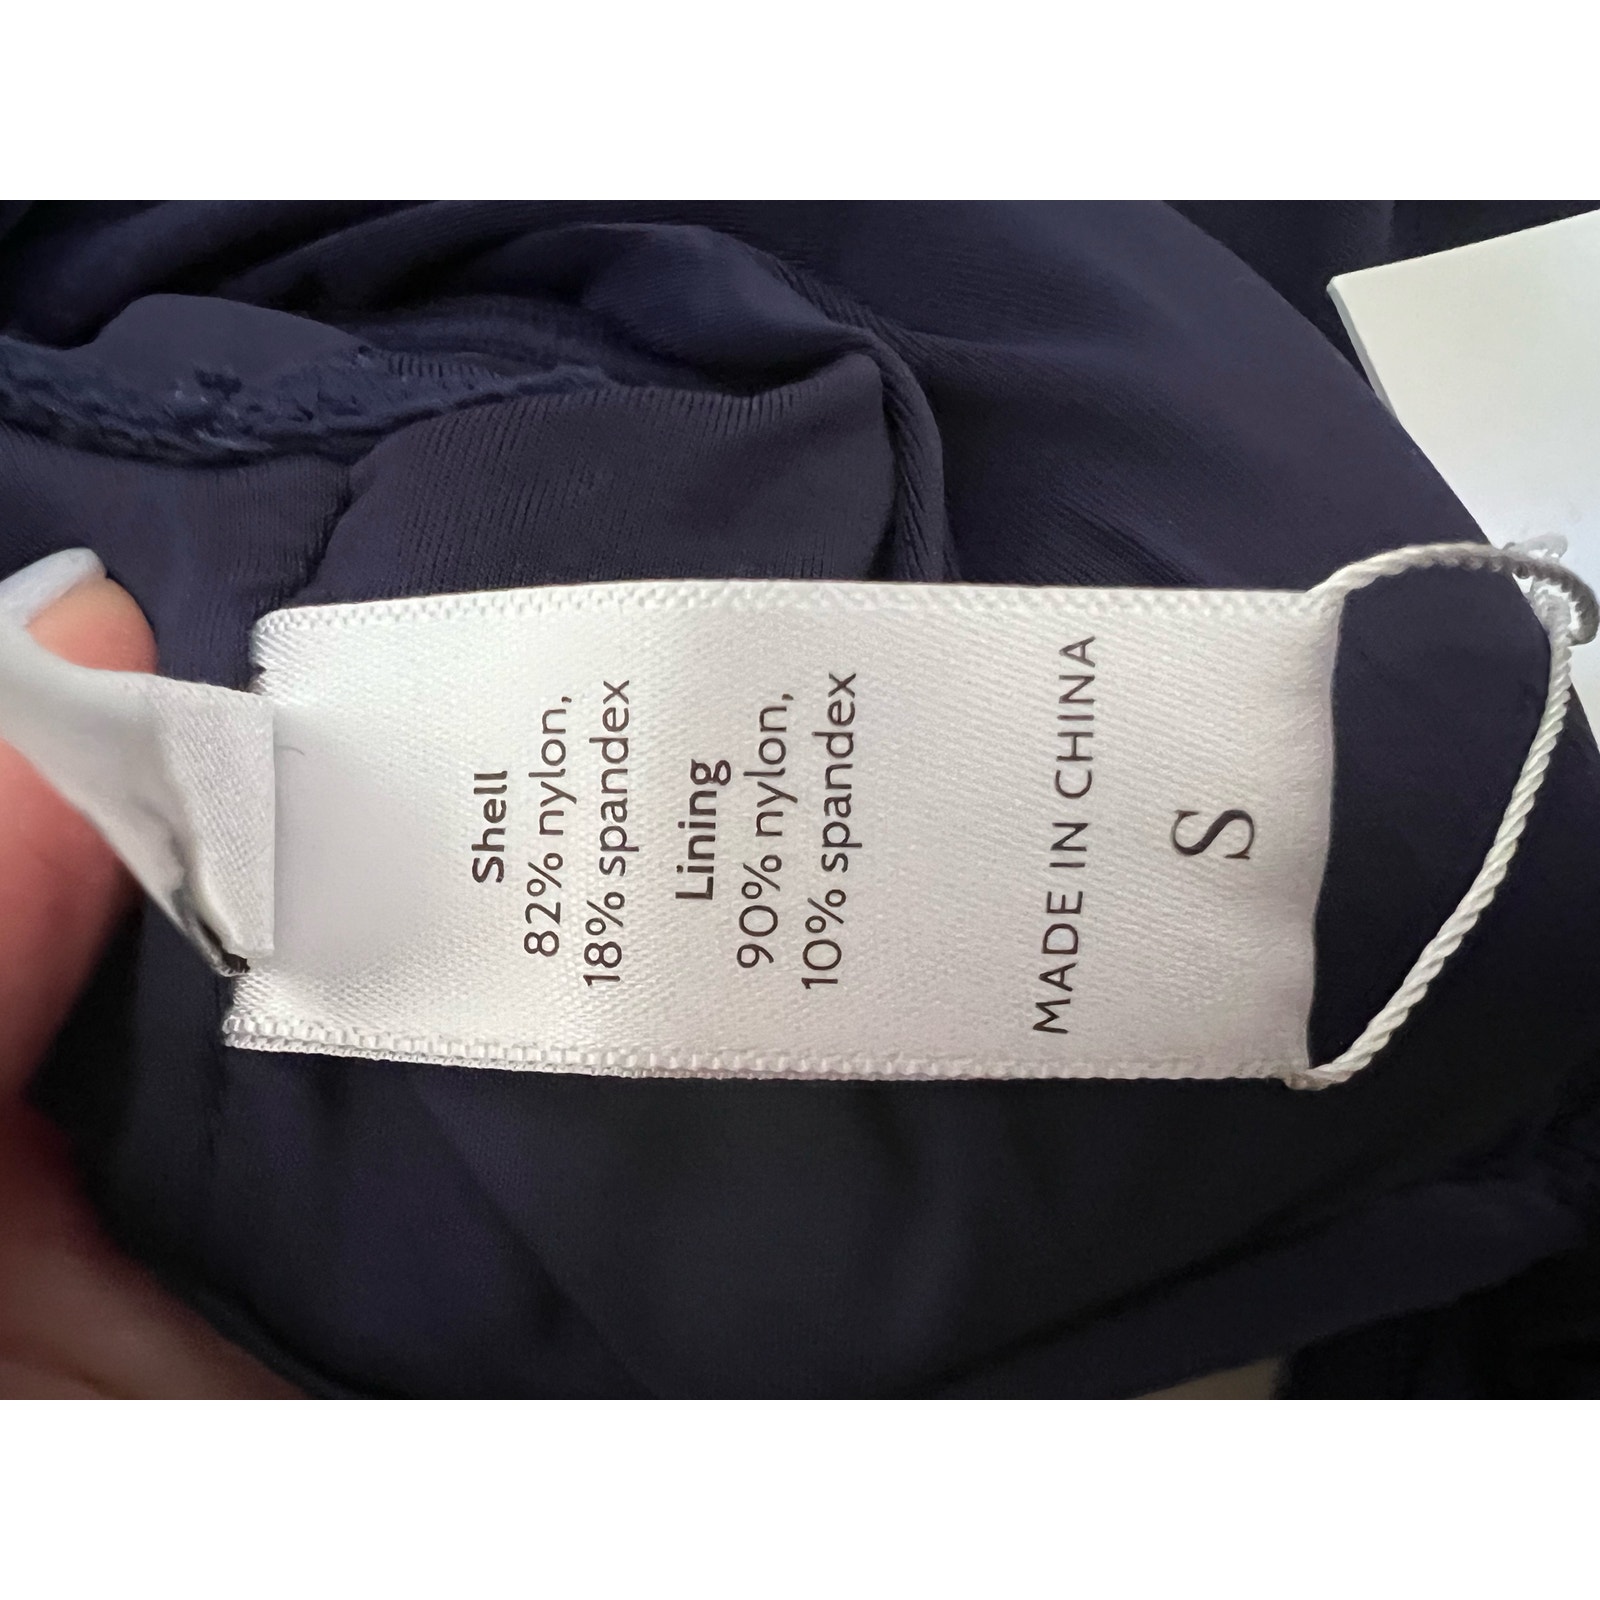 Shell
82% nylon,
18% spandex
Lining
90% nylon,
10% spandex
MADE IN CHINA
S